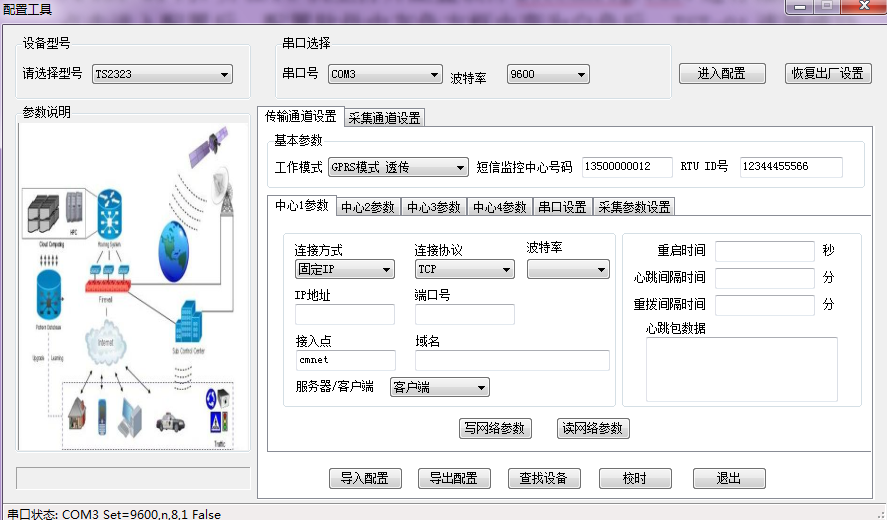 配置工具
设备型号
请选择型号 TS2323
串口选择
串口号 COM3 波特率 9600
进入配置 恢复出厂设置
参数说明
HPC
Cloud Computing
Routing System
Firewall
Patient Database
Internet
Sub Control Center
Upgrade Learning
Traffic
传输通道设置 采集通道设置
基本参数
工作模式 GPRS模式 透传 短信监控中心号码 13500000012 RTU ID号 12344455566
中心1参数 中心2参数 中心3参数 中心4参数 串口设置 采集参数设置
连接方式 连接协议 波特率
固定IP TCP
IP地址 端口号
接入点 域名
cmnet
服务器/客户端 客户端
重启时间 秒
心跳间隔时间 分
重拨间隔时间 分
心跳包数据
写网络参数 读网络参数
导入配置 导出配置 查找设备 校时 退出
串口状态: COM3 Set=9600,n,8,1 False